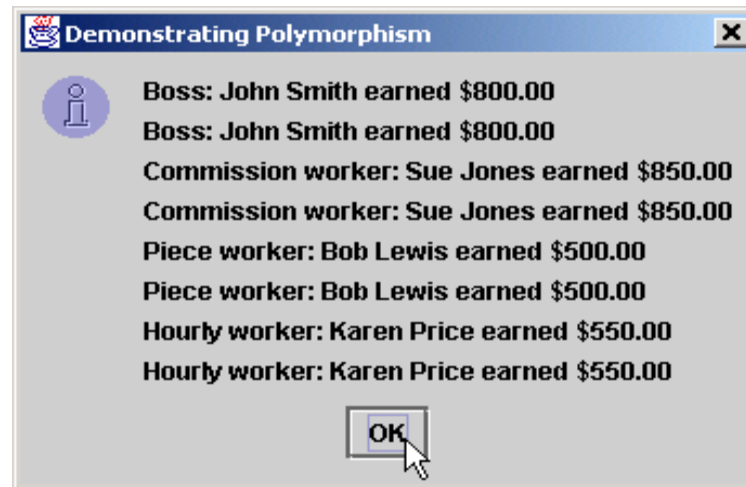 Demonstrating Polymorphism
Boss: John Smith earned $800.00
Boss: John Smith earned $800.00
Commission worker: Sue Jones earned $850.00
Commission worker: Sue Jones earned $850.00
Piece worker: Bob Lewis earned $500.00
Piece worker: Bob Lewis earned $500.00
Hourly worker: Karen Price earned $550.00
Hourly worker: Karen Price earned $550.00
OK